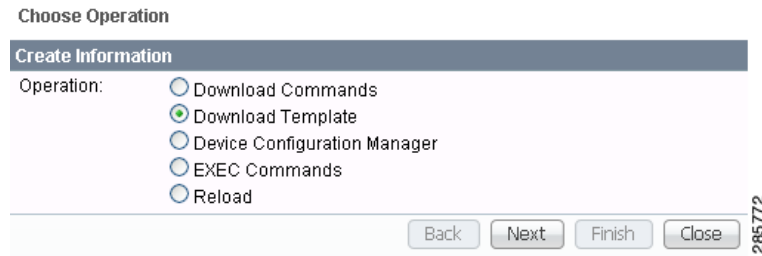 Choose Operation
Create Information
Operation:
Download Commands
Download Template
Device Configuration Manager
EXEC Commands
Reload
Back Next Finish Close
285772